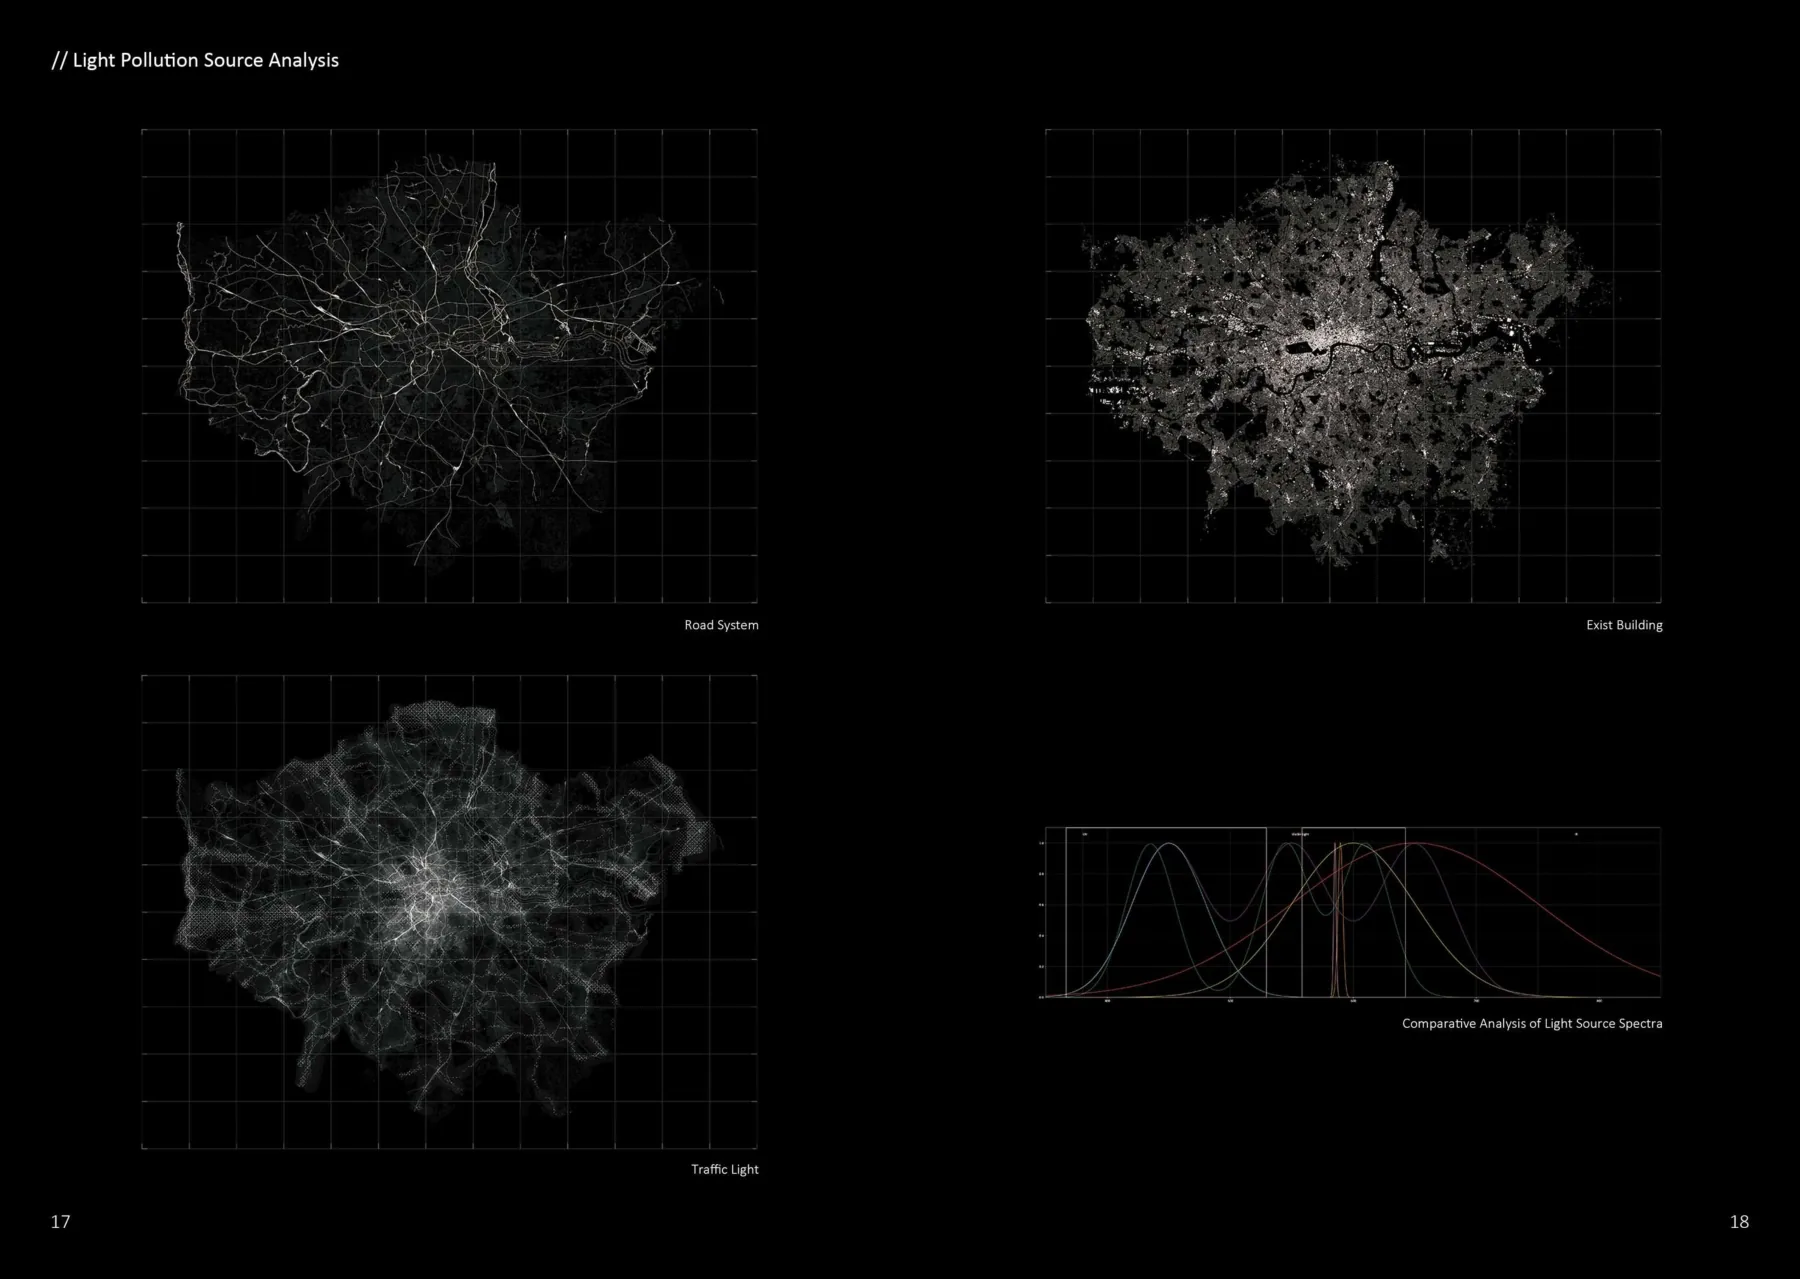 // Light Pollution Source Analysis
Road System
Exist Building
Traffic Light
Comparative Analysis of Light Source Spectra
17
18